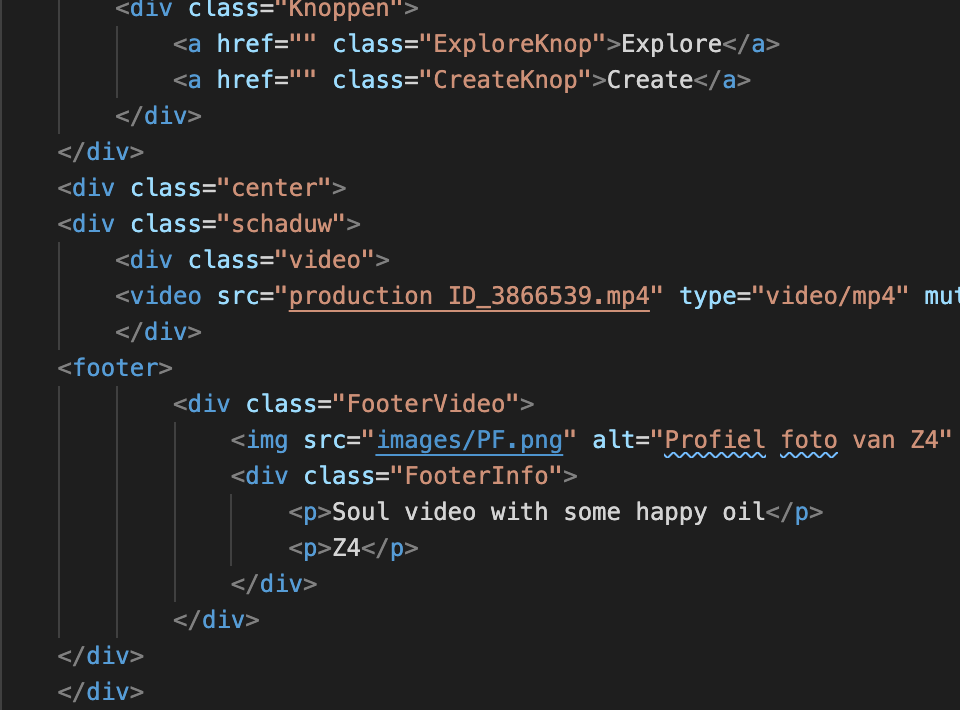 <div class="Knoppen">
<a href="" class="ExploreKnop">Explore</a>
<a href="" class="CreateKnop">Create</a>
</div>
</div>
<div class="center">
<div class="schaduw">
<div class="video">
<video src="production ID_3866539.mp4" type="video/mp4" mut
</div>
<footer>
<div class="FooterVideo">
<img src="images/PF.png" alt="Profiel foto van Z4"
<div class="FooterInfo">
<p>Soul video with some happy oil</p>
<p>Z4</p>
</div>
</div>
</div>
</div>